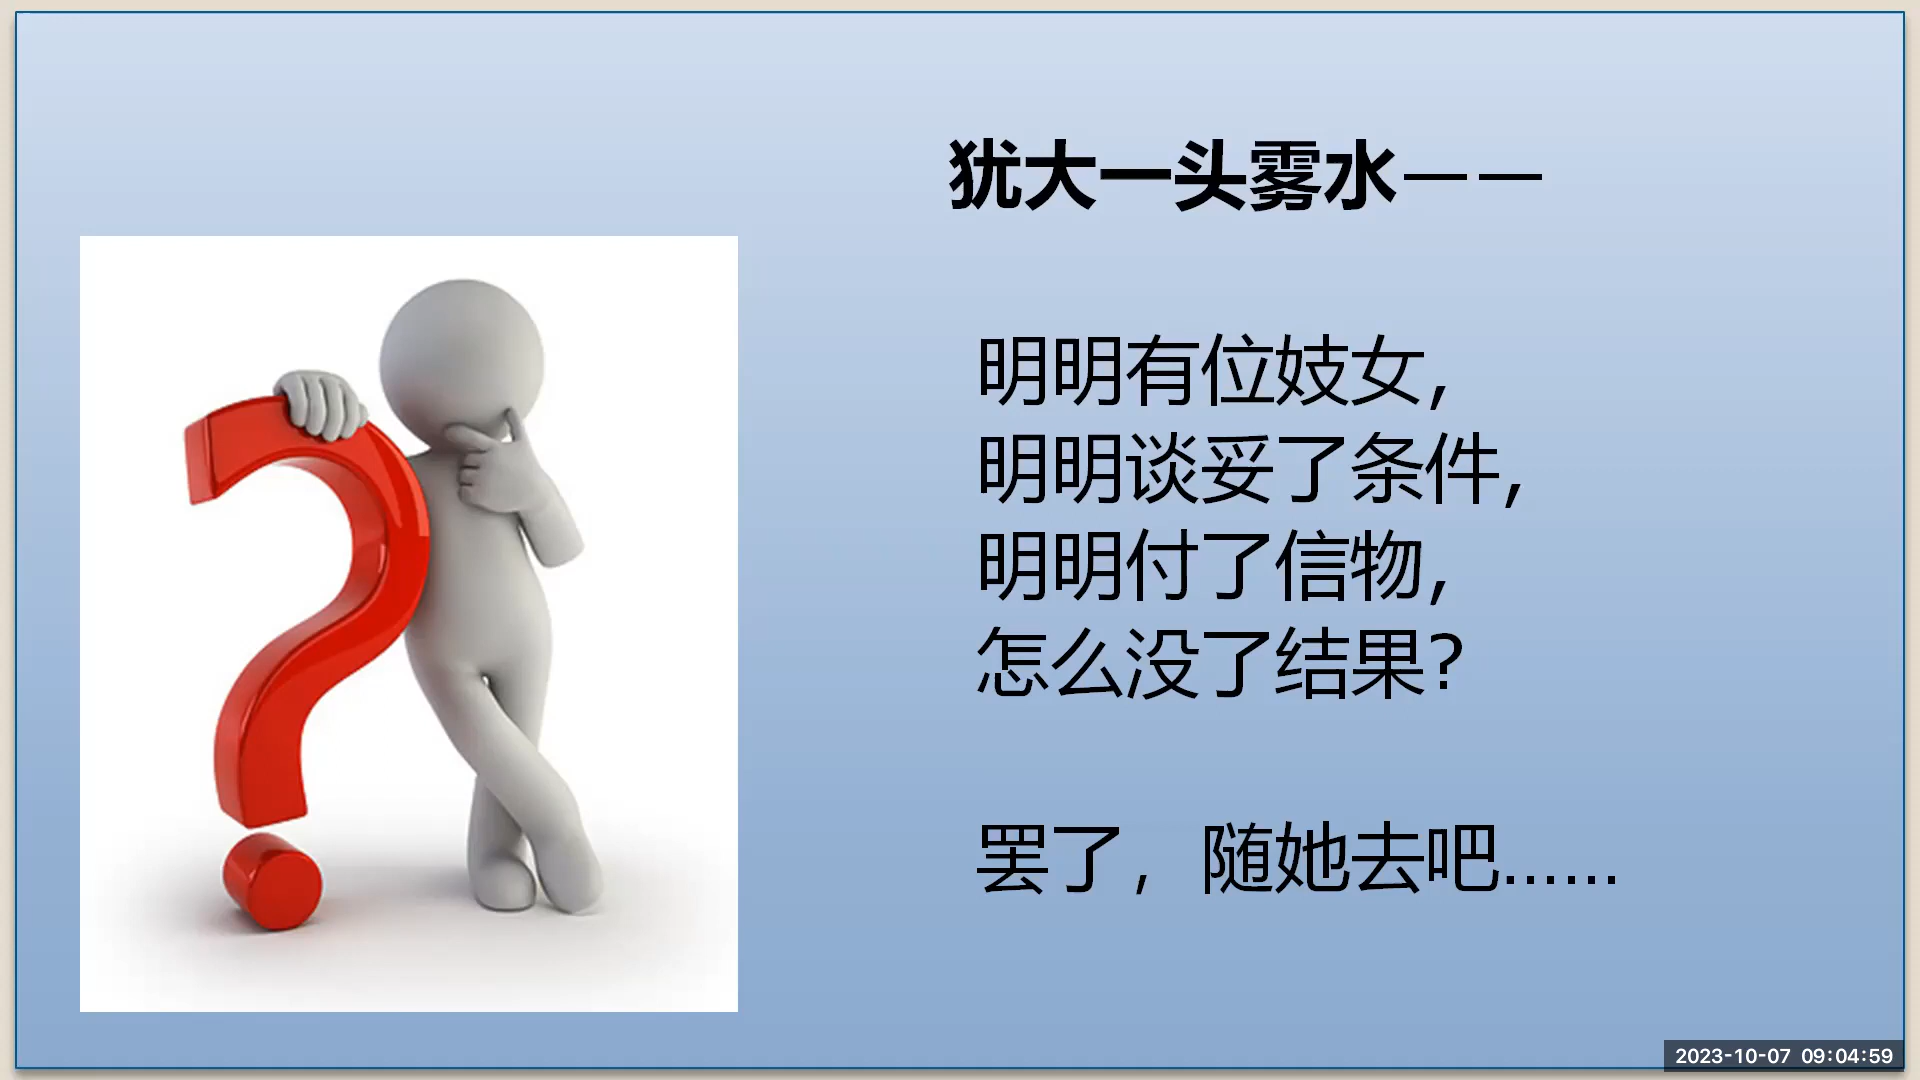 犹大一头雾水——
明明有位妓女,
明明谈妥了条件,
明明付了信物,
怎么没了结果?
罢了，随她去吧......
2023-10-07 09:04:59